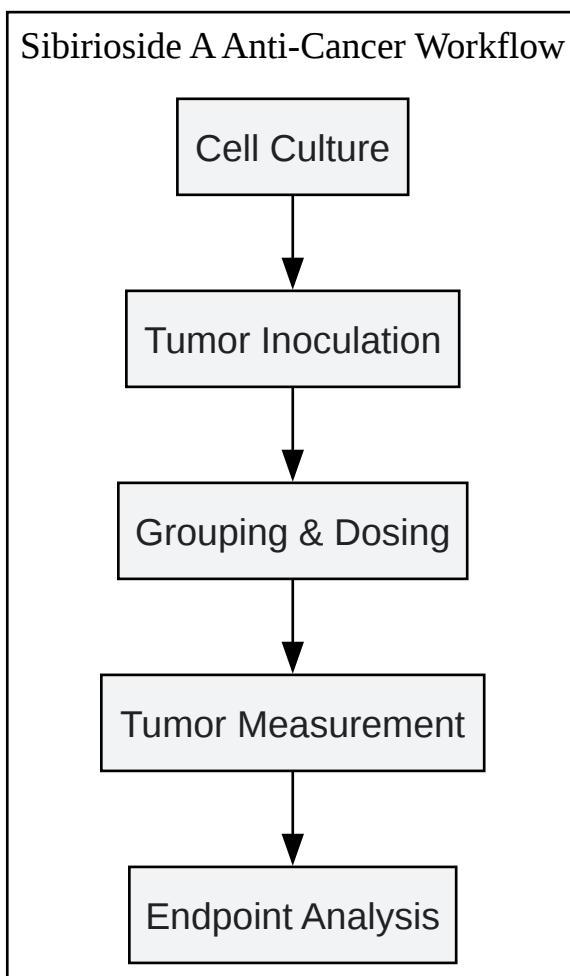 Sibirioside A Anti-Cancer Workflow
Cell Culture
Tumor Inoculation
Grouping & Dosing
Tumor Measurement
Endpoint Analysis